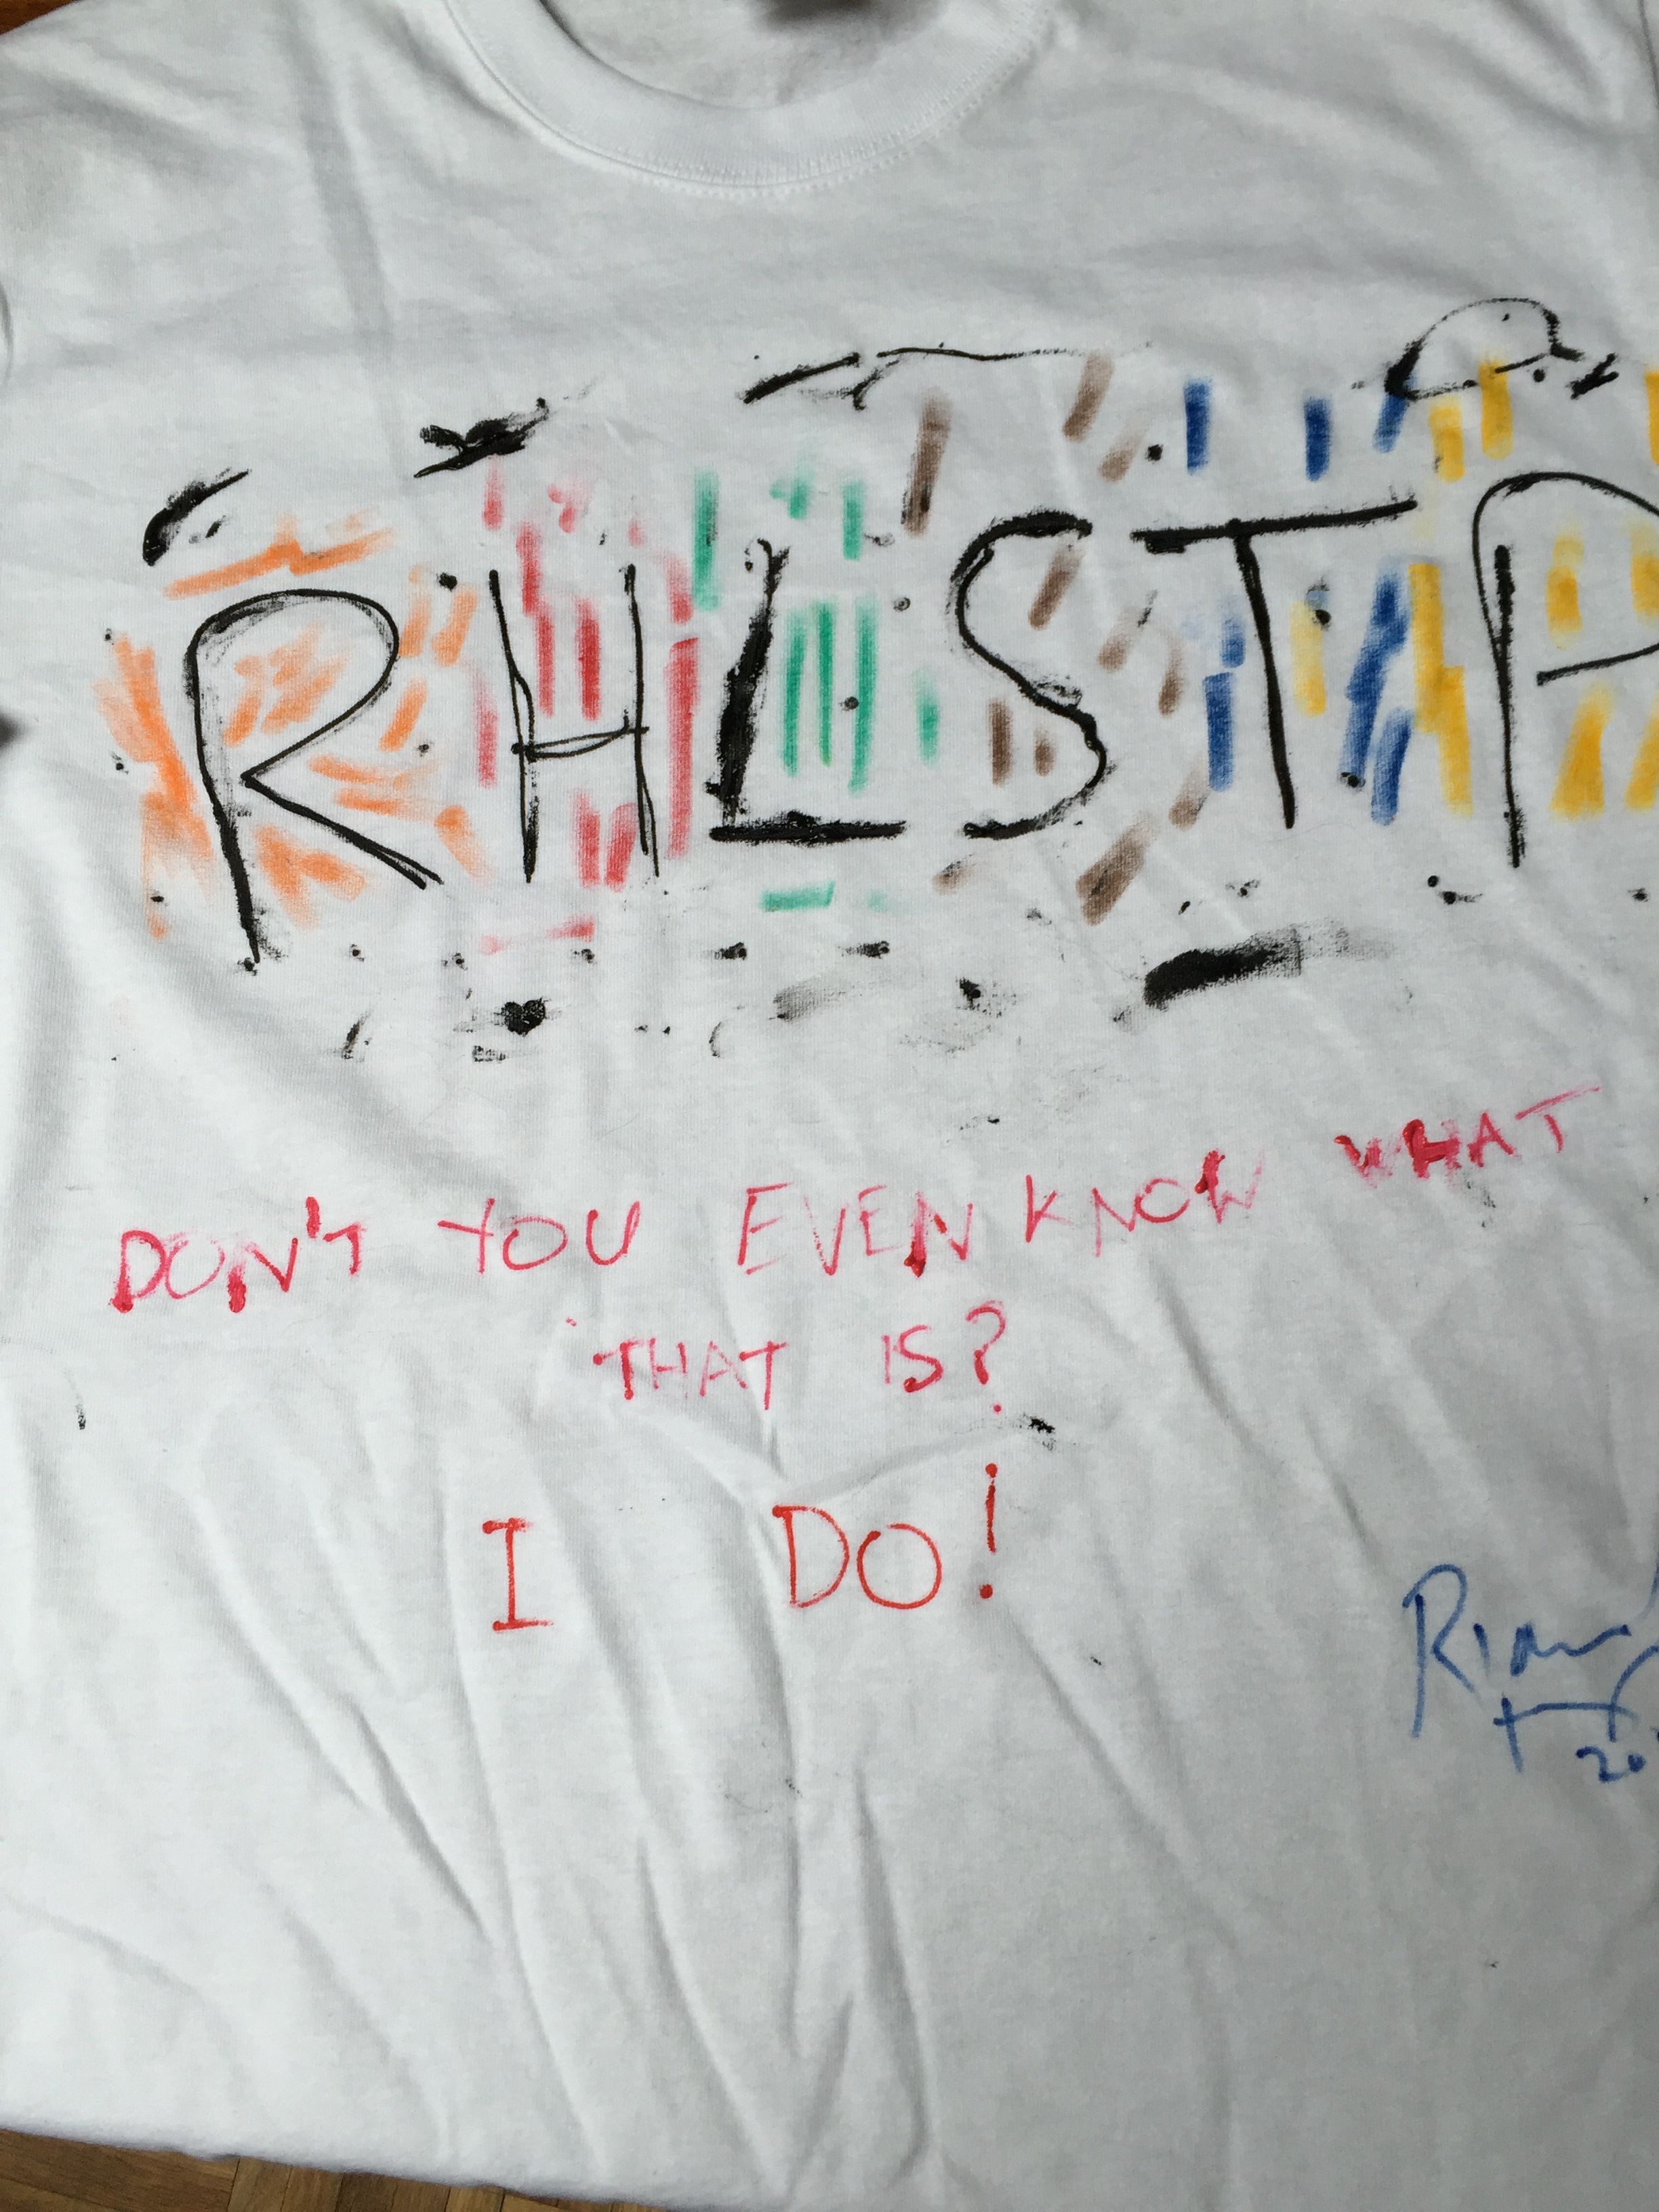 RHLSTP
DON'T YOU EVEN KNOW WHAT
THAT IS?
I DO!